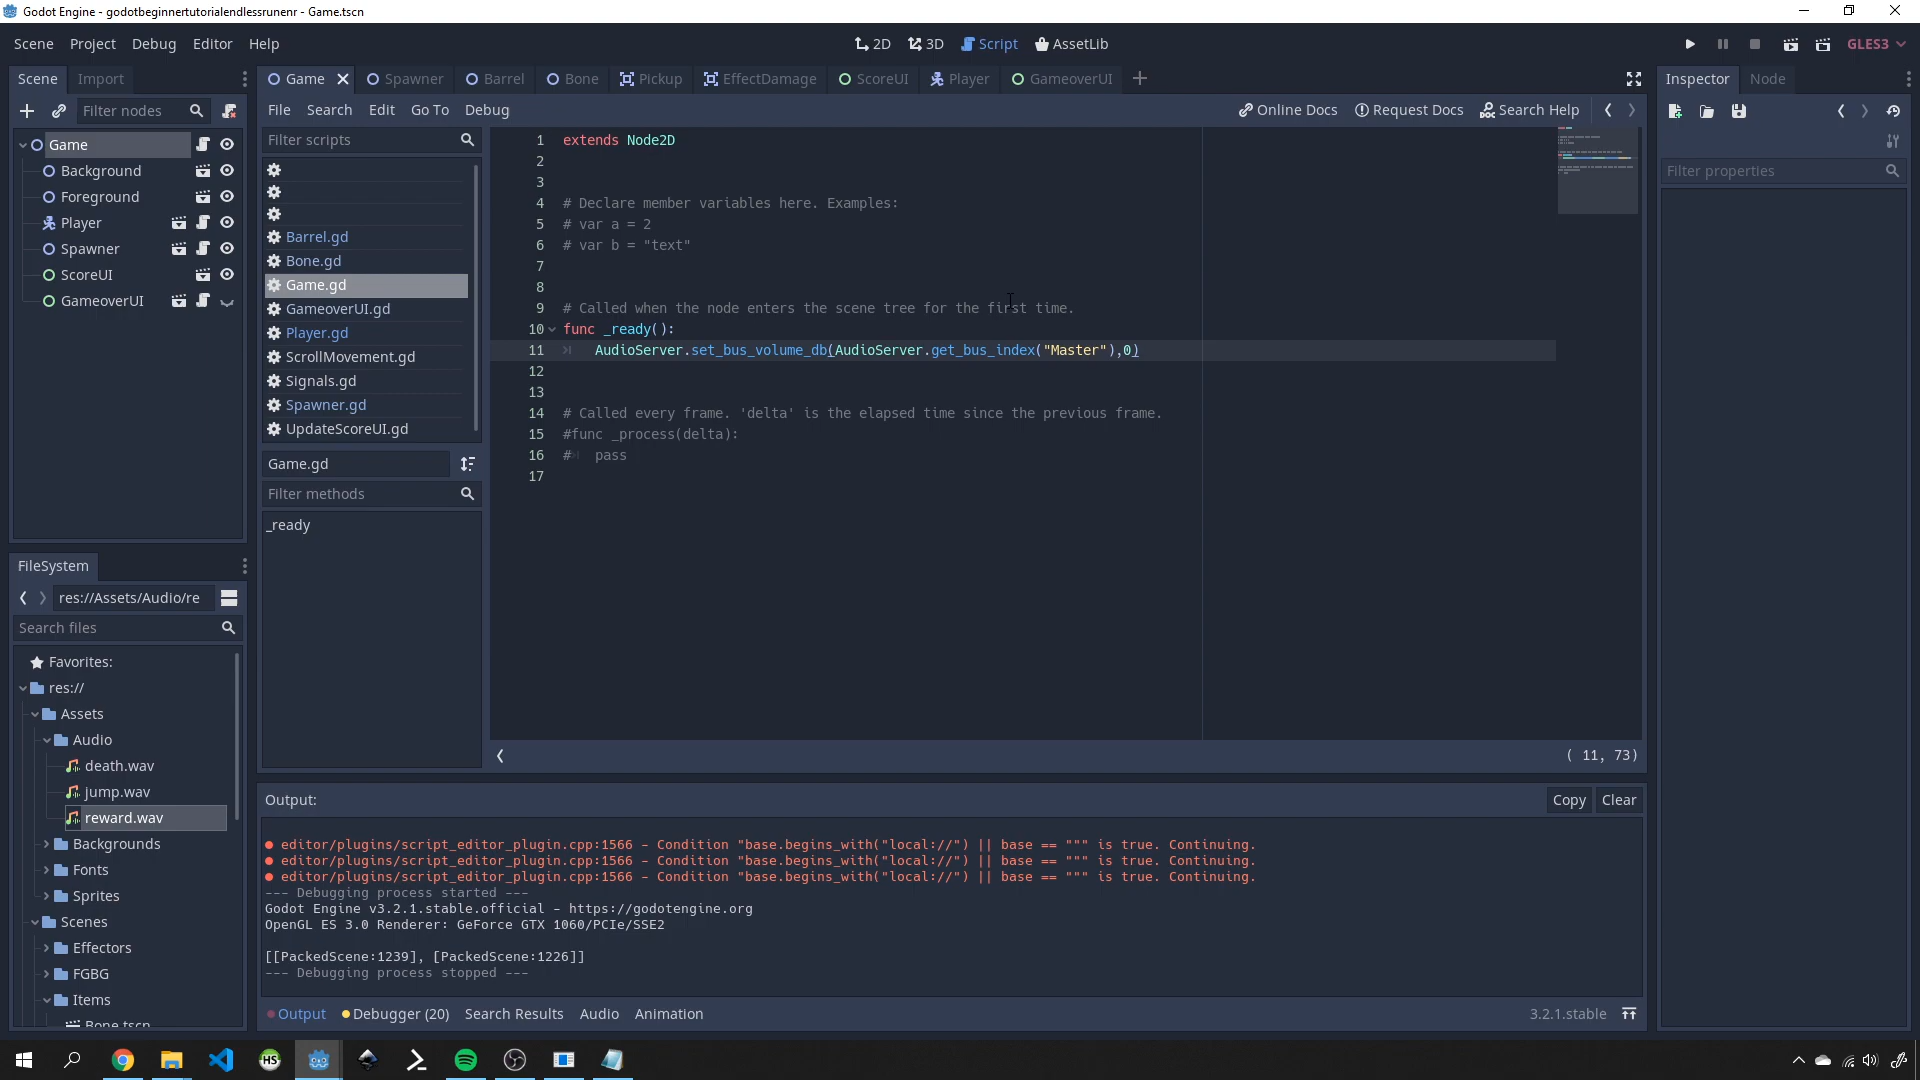 Godot Engine - godotbeginnertutorialendlessrunenr - Game.tscn
Scene Project Debug Editor Help
2D 3D Script AssetLib
GLES3
Scene Import
Game Spawner Barrel Bone Pickup EffectDamage ScoreUI Player GameoverUI
Inspector Node
Filter nodes
File Search Edit Go To Debug
Online Docs Request Docs Search Help
Filter properties
Game
Background
Foreground
Player
Spawner
ScoreUI
GameoverUI
Filter scripts
Barrel.gd
Bone.gd
Game.gd
GameoverUI.gd
Player.gd
ScrollMovement.gd
Signals.gd
Spawner.gd
UpdateScoreUI.gd
Game.gd
Filter methods
_ready
1 extends Node2D
2
3
4 # Declare member variables here. Examples:
5 # var a = 2
6 # var b = "text"
7
8
9 # Called when the node enters the scene tree for the first time.
10 func _ready():
11 AudioServer.set_bus_volume_db(AudioServer.get_bus_index("Master"),0)
12
13
14 # Called every frame. 'delta' is the elapsed time since the previous frame.
15 #func _process(delta):
16 # pass
17
( 11, 73)
FileSystem
res://Assets/Audio/re
Search files
Favorites:
res://
Assets
Audio
death.wav
jump.wav
reward.wav
Backgrounds
Fonts
Sprites
Scenes
Effectors
FGBG
Items
Bone.tscn
Output:
Copy Clear
editor/plugins/script_editor_plugin.cpp:1566 - Condition "base.begins_with("local://") || base == """ is true. Continuing.
editor/plugins/script_editor_plugin.cpp:1566 - Condition "base.begins_with("local://") || base == """ is true. Continuing.
editor/plugins/script_editor_plugin.cpp:1566 - Condition "base.begins_with("local://") || base == """ is true. Continuing.
--- Debugging process started ---
Godot Engine v3.2.1.stable.official - https://godotengine.org
OpenGL ES 3.0 Renderer: GeForce GTX 1060/PCIe/SSE2
[[PackedScene:1239], [PackedScene:1226]]
--- Debugging process stopped ---
Output Debugger (20) Search Results Audio Animation
3.2.1.stable
HS